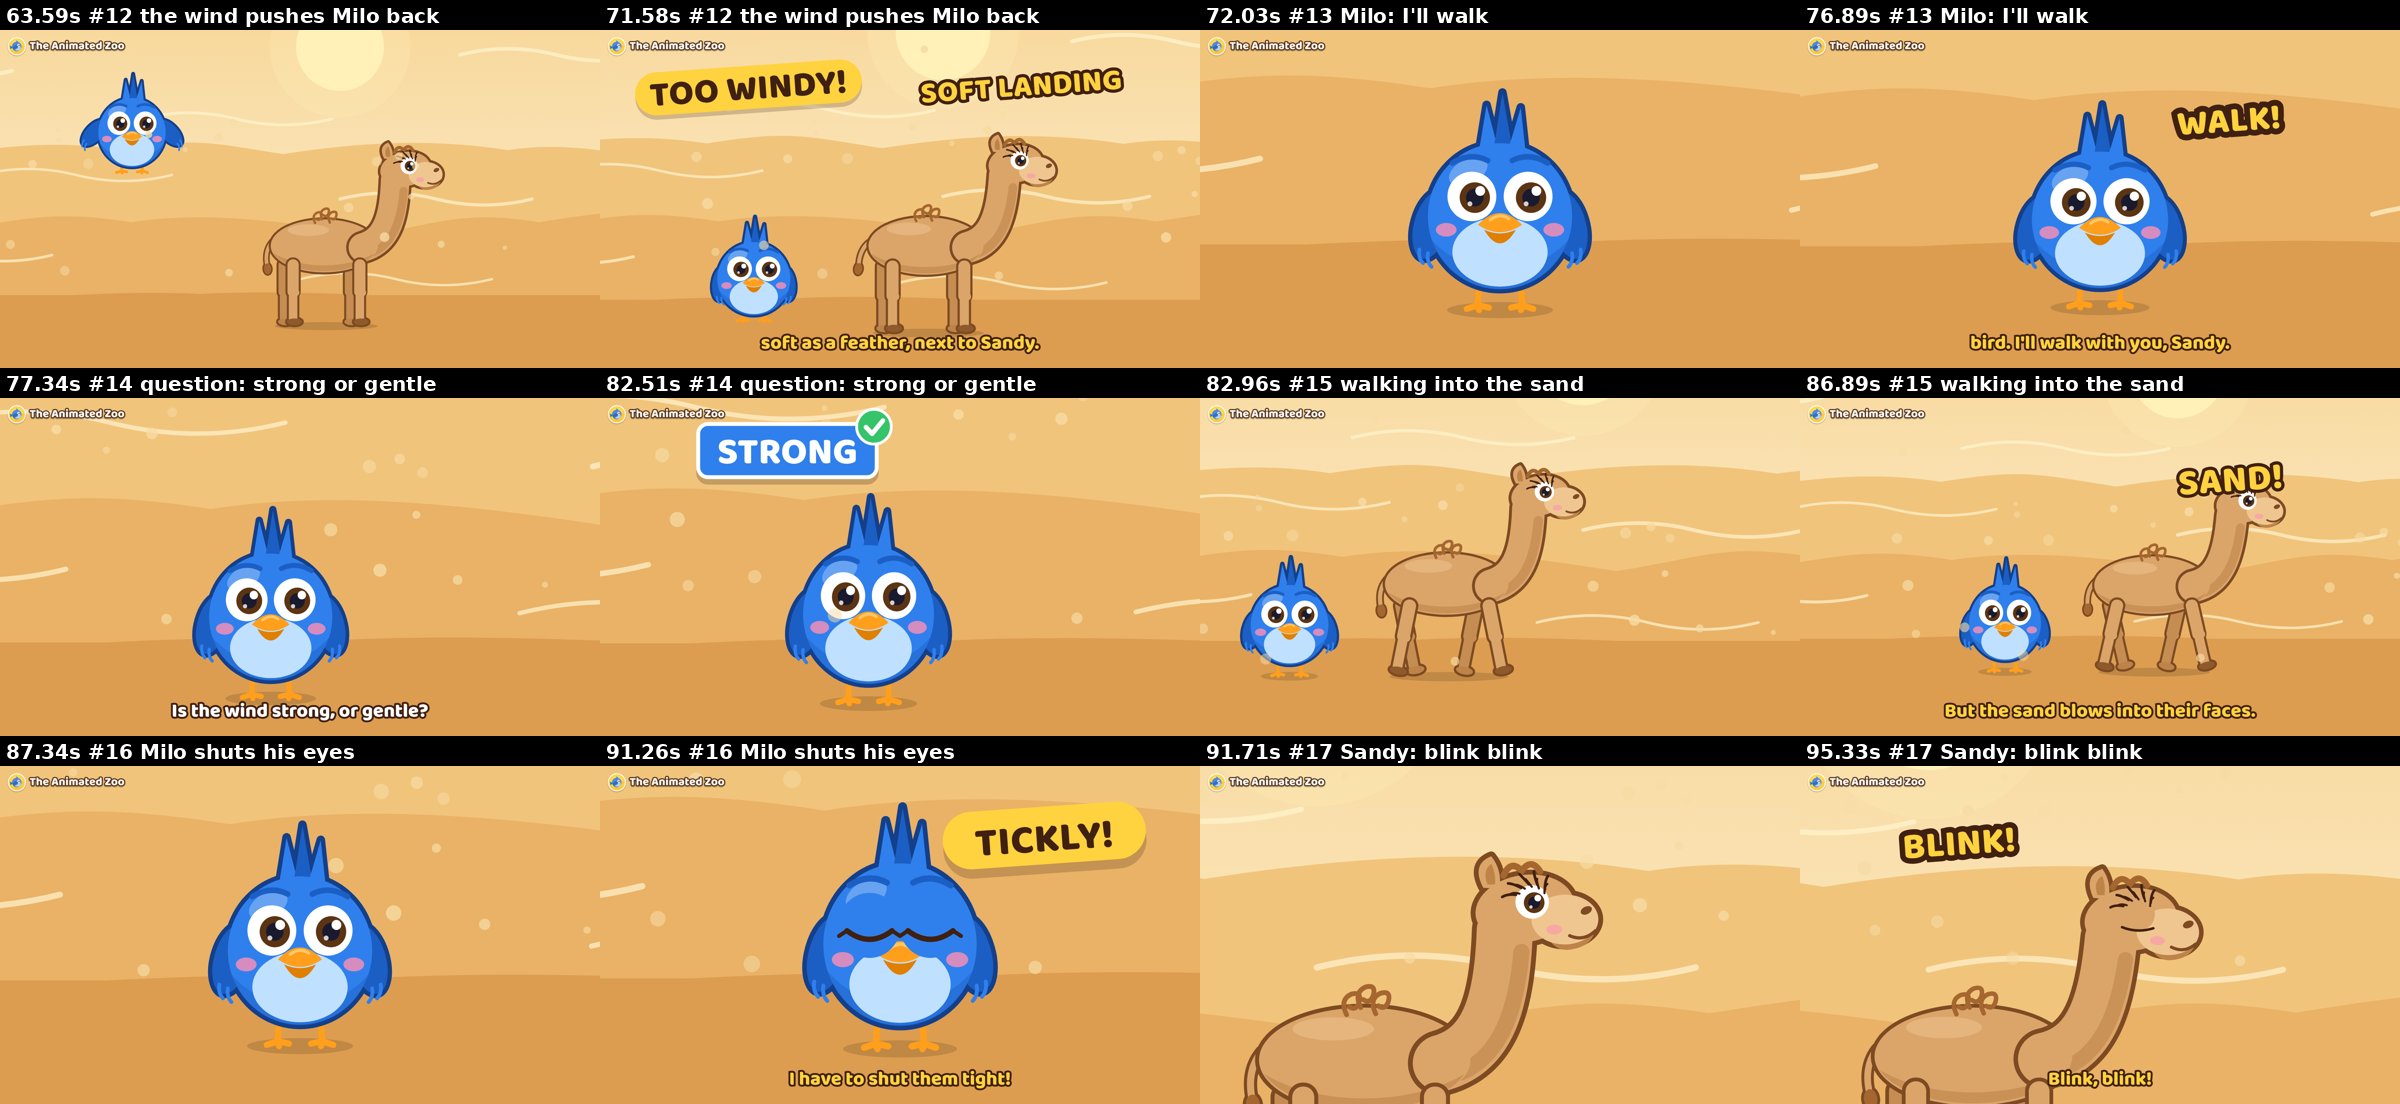 63.59s #12 the wind pushes Milo back
The Animated Zoo
71.58s #12 the wind pushes Milo back
The Animated Zoo
TOO WINDY!
SOFT LANDING
soft as a feather, next to Sandy.
72.03s #13 Milo: I'll walk
The Animated Zoo
76.89s #13 Milo: I'll walk
The Animated Zoo
WALK!
bird. I'll walk with you, Sandy.
77.34s #14 question: strong or gentle
The Animated Zoo
Is the wind strong, or gentle?
82.51s #14 question: strong or gentle
The Animated Zoo
STRONG
82.96s #15 walking into the sand
The Animated Zoo
86.89s #15 walking into the sand
The Animated Zoo
SAND!
But the sand blows into their faces.
87.34s #16 Milo shuts his eyes
The Animated Zoo
91.26s #16 Milo shuts his eyes
The Animated Zoo
TICKLY!
I have to shut them tight!
91.71s #17 Sandy: blink blink
The Animated Zoo
95.33s #17 Sandy: blink blink
The Animated Zoo
BLINK!
Blink, blink!